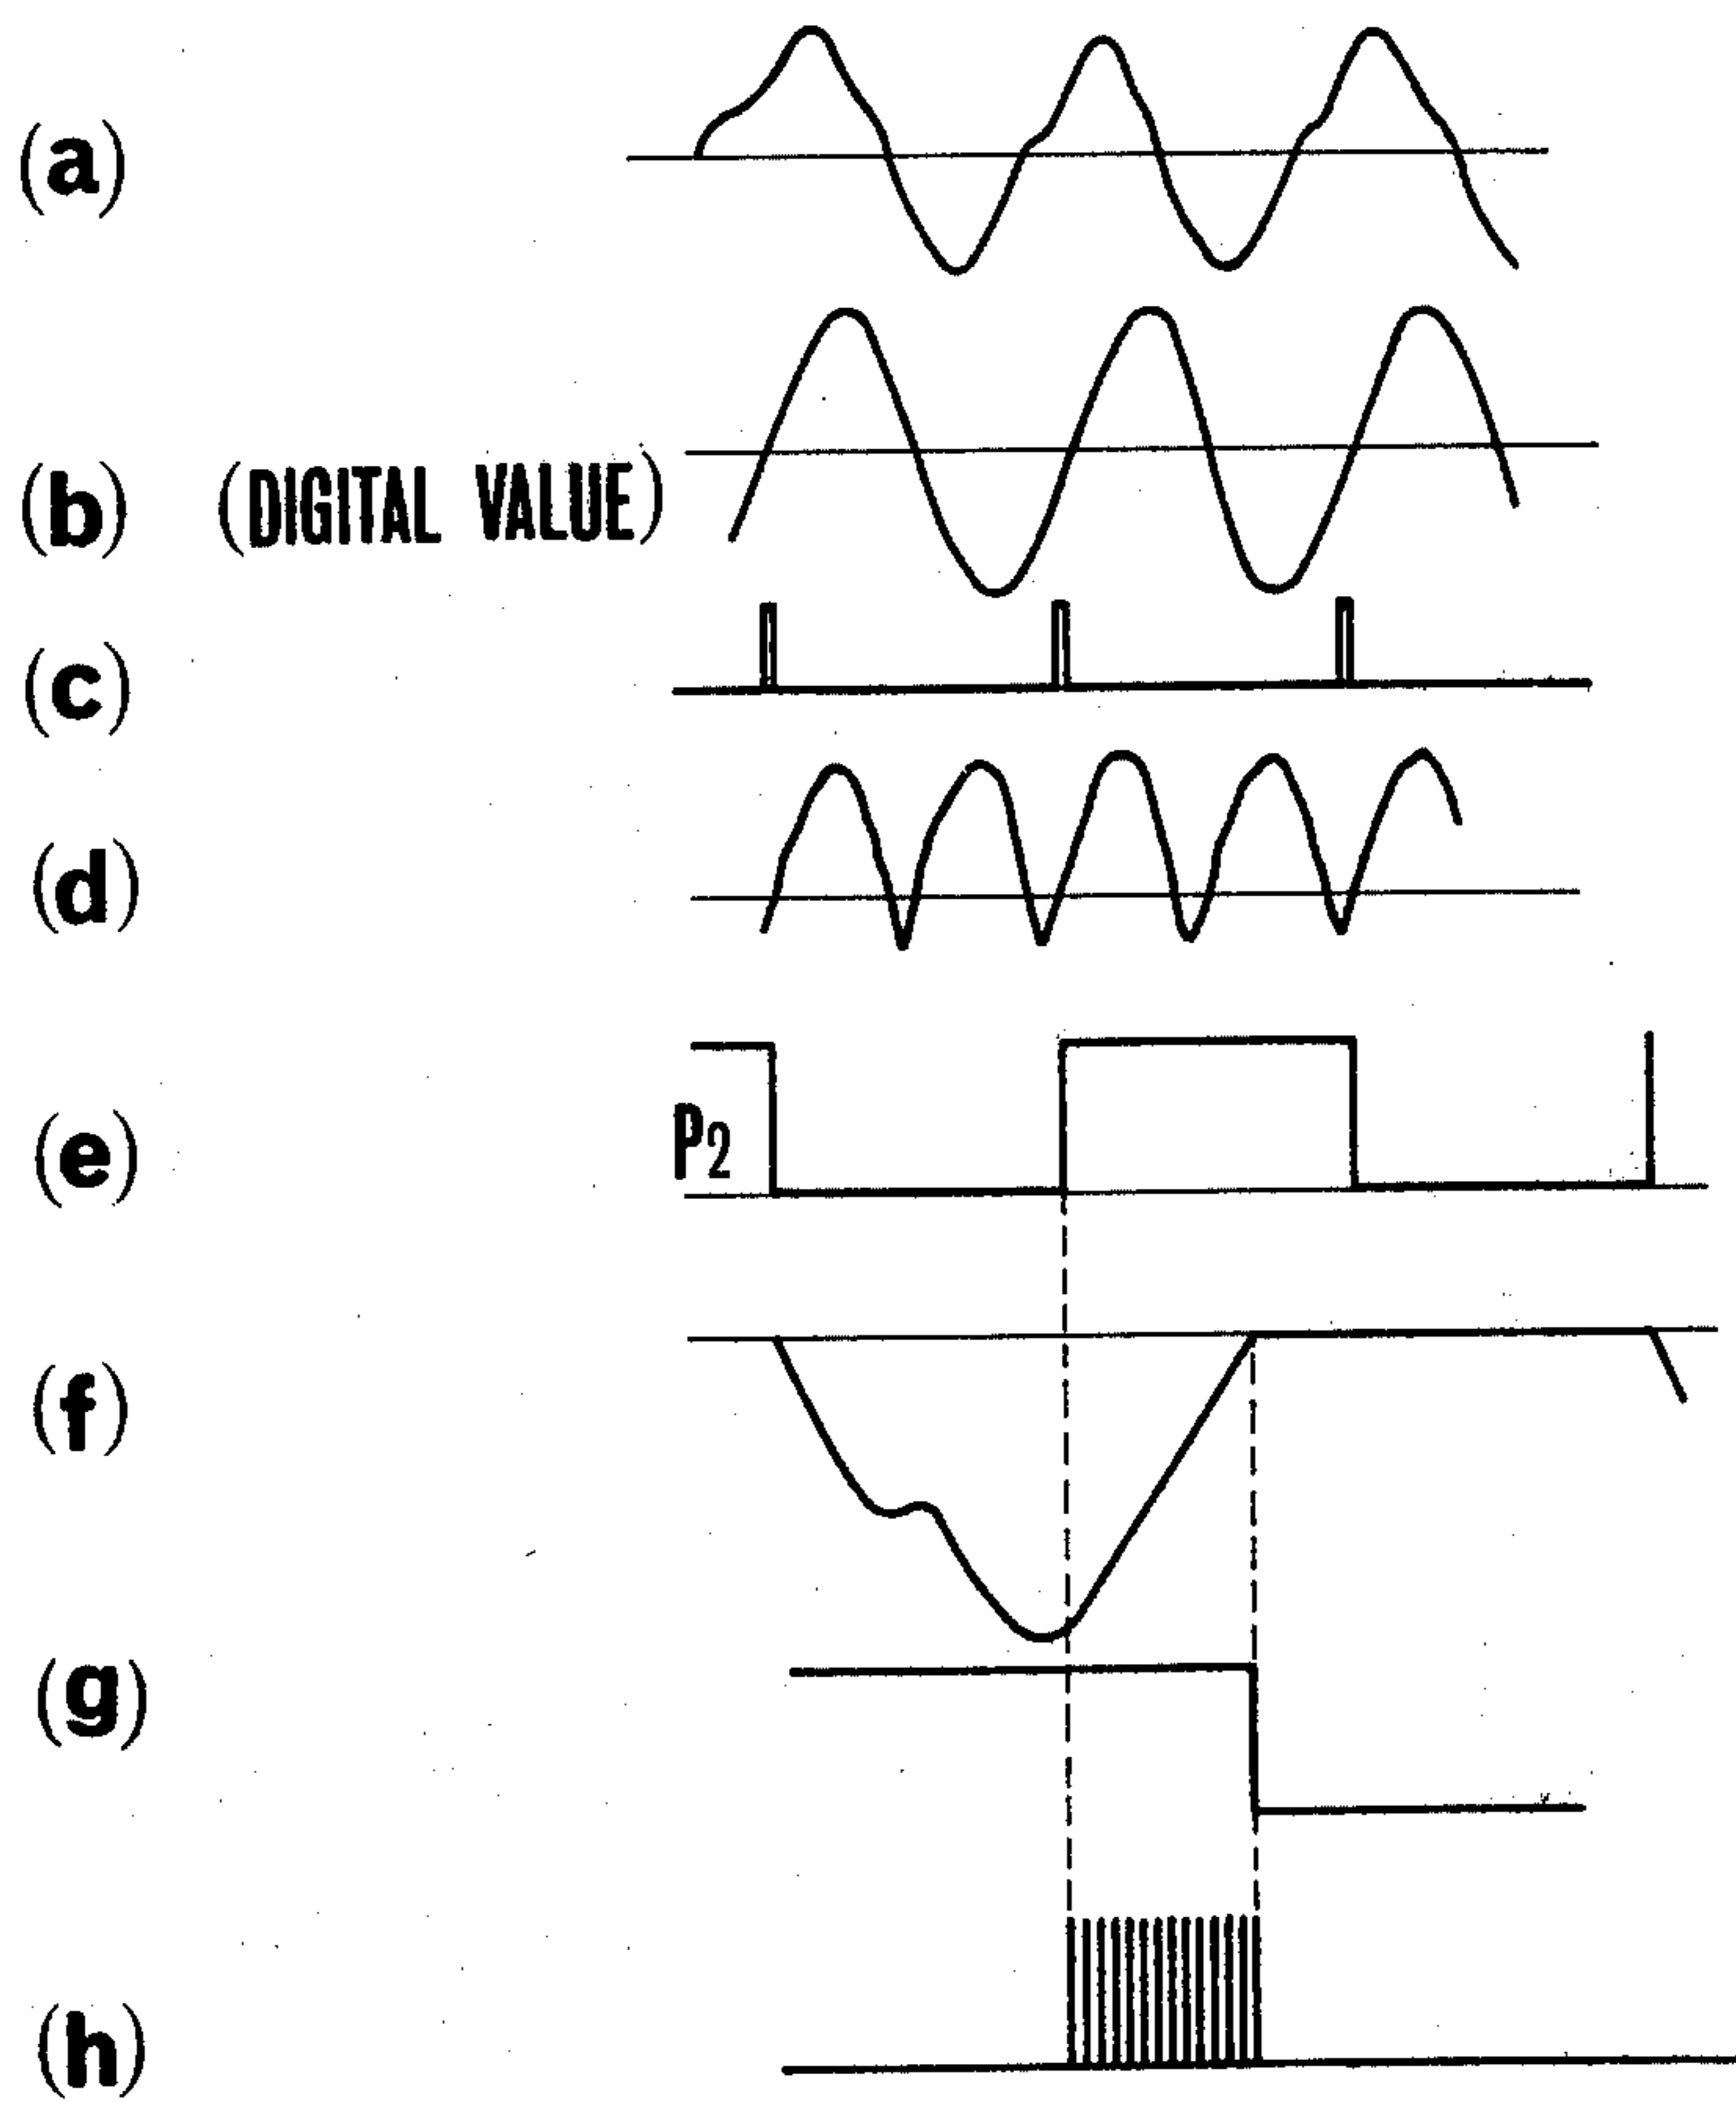 (a)
(b) (DIGITAL VALUE)
(c)
(d)
(e) P2
(f)
(g)
(h)